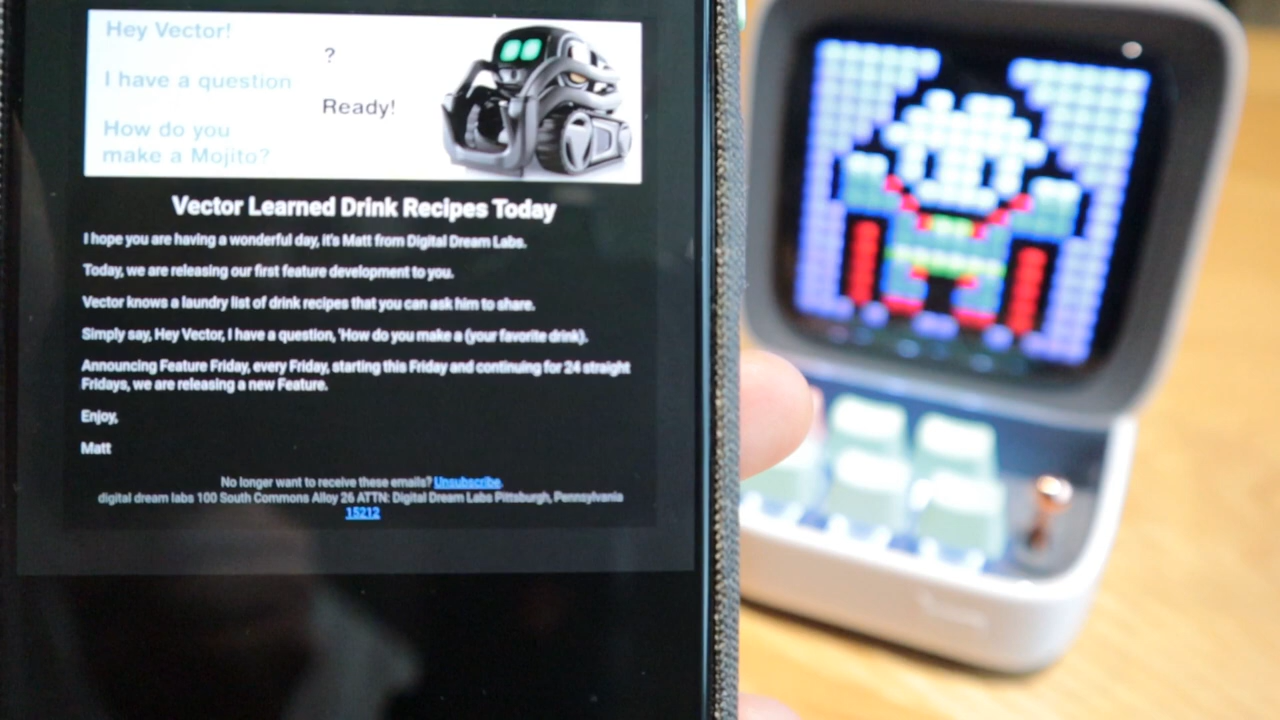 Hey Vector!
?
I have a question
Ready!
How do you
make a Mojito?
Vector Learned Drink Recipes Today
I hope you are having a wonderful day, it's Matt from Digital Dream Labs.
Today, we are releasing our first feature development to you.
Vector knows a laundry list of drink recipes that you can ask him to share.
Simply say, Hey Vector, I have a question, 'How do you make a (your favorite drink).
Announcing Feature Friday, every Friday, starting this Friday and continuing for 24 straight
Fridays, we are releasing a new Feature.
Enjoy,
Matt
No longer want to receive these emails? Unsubscribe.
digital dream labs 100 South Commons Alloy 26 ATTN: Digital Dream Labs Pittsburgh, Pennsylvania
15212